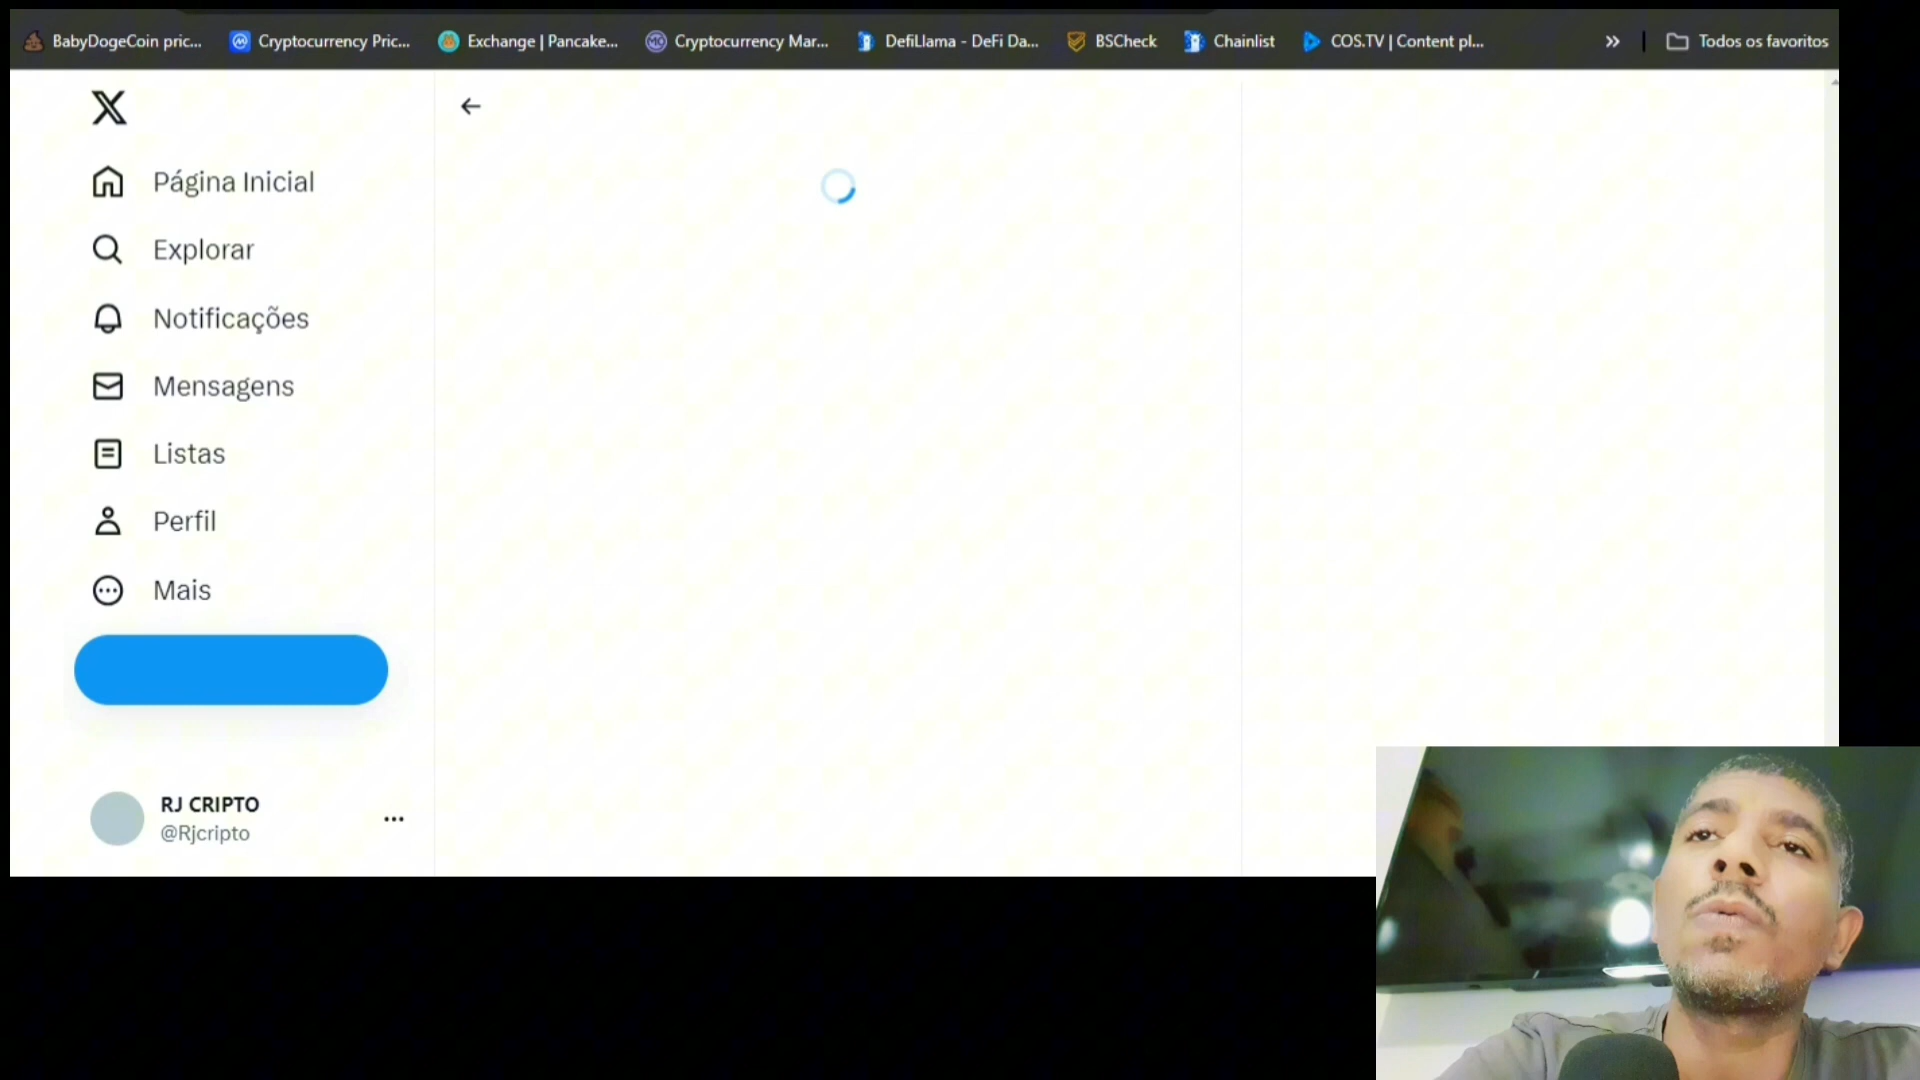 BabyDogeCoin pric...
Cryptocurrency Pric...
Exchange | Pancake...
Cryptocurrency Mar...
DefiLlama - DeFi Da...
BSCheck
Chainlist
COS.TV | Content pl...
Todos os favoritos
Página Inicial
Explorar
Notificações
Mensagens
Listas
Perfil
Mais
RJ CRIPTO
@Rjcripto